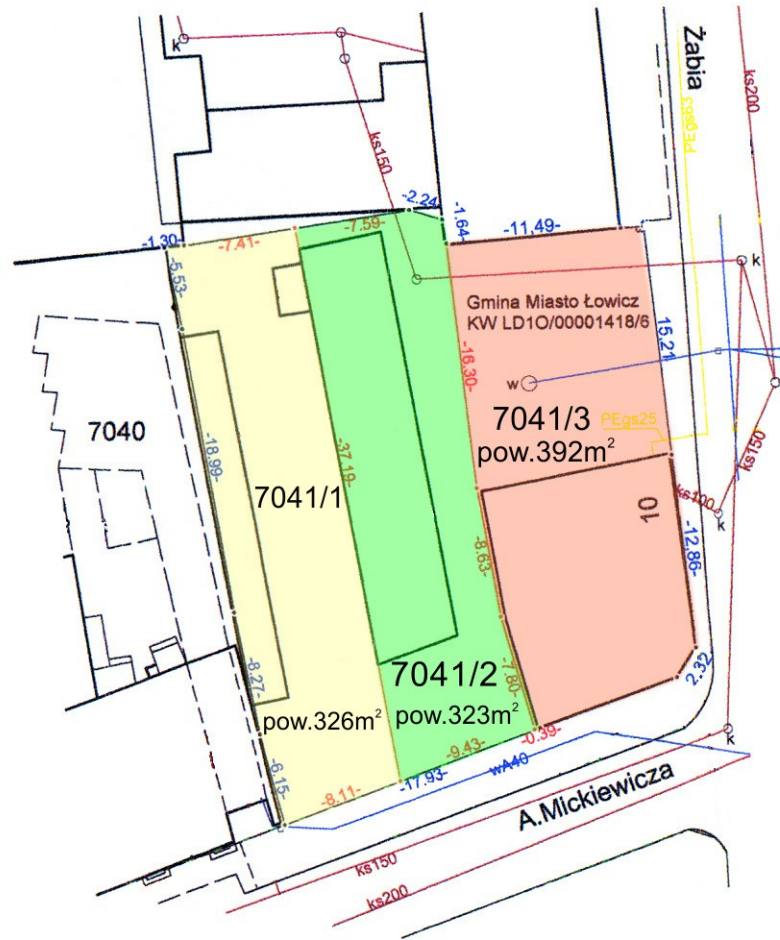 k
ks150
Żabia
PEgs63
ks200
-2.24-
-1.64-
-11,49-
-1.30-
-7.41-
-7.59-
-5.53-
k
Gmina Miasto Łowicz
KW LD1O/00001418/6
15,21
-16.30-
w
7040
-18.99-
7041/1
-37.19-
7041/3
pow.392m²
PEgs25
ks150
ks100
k
10
-12.86-
-8.63-
7041/2
-7.80-
2.32
-8.27-
pow.326m²
pow.323m²
-0.39-
k
-6.15-
-9.43-
-8.11-
-17.93-
wA40
A.Mickiewicza
ks150
ks200